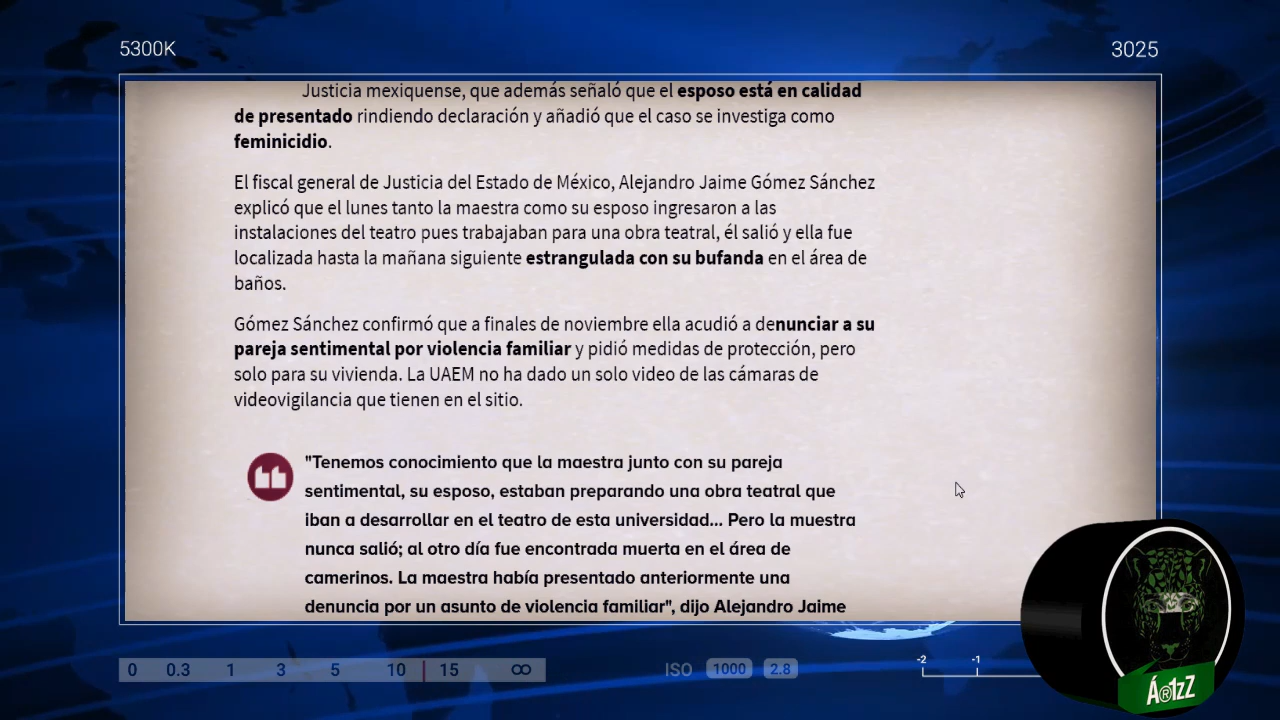 5300K
3025
Justicia mexiquense, que además señaló que el esposo está en calidad
de presentado rindiendo declaración y añadió que el caso se investiga como
feminicidio.
El fiscal general de Justicia del Estado de México, Alejandro Jaime Gómez Sánchez
explicó que el lunes tanto la maestra como su esposo ingresaron a las
instalaciones del teatro pues trabajaban para una obra teatral, él salió y ella fue
localizada hasta la mañana siguiente estrangulada con su bufanda en el área de
baños.
Gómez Sánchez confirmó que a finales de noviembre ella acudió a denunciar a su
pareja sentimental por violencia familiar y pidió medidas de protección, pero
solo para su vivienda. La UAEM no ha dado un solo video de las cámaras de
videovigilancia que tienen en el sitio.
"Tenemos conocimiento que la maestra junto con su pareja
sentimental, su esposo, estaban preparando una obra teatral que
iban a desarrollar en el teatro de esta universidad... Pero la muestra
nunca salió; al otro día fue encontrada muerta en el área de
camerinos. La maestra había presentado anteriormente una
denuncia por un asunto de violencia familiar", dijo Alejandro Jaime
0 0.3 1 3 5 10 15 ∞
ISO 1000 2.8
-2 -1
Á®1zZ